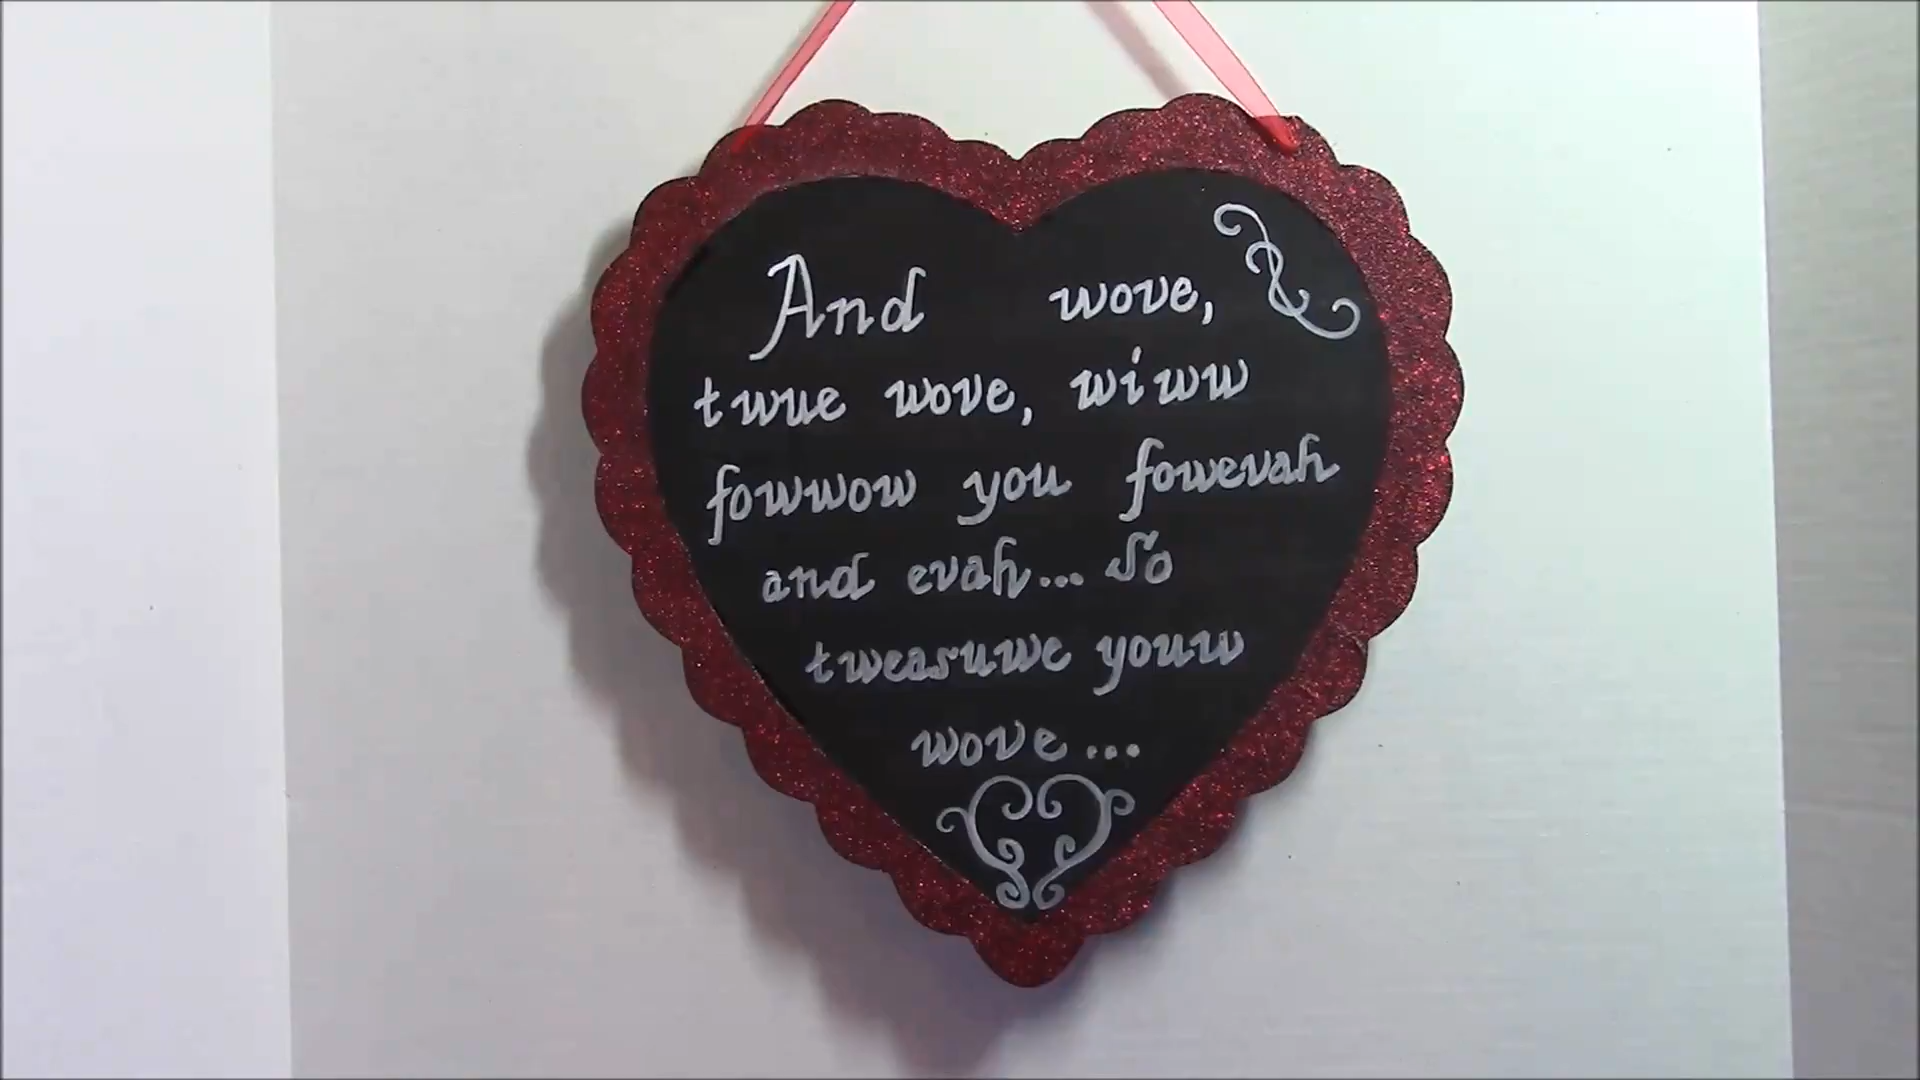 And wove,
twue wove, wiww
fowwow you fowevah
and evah... So
tweasuwe youw
wove...